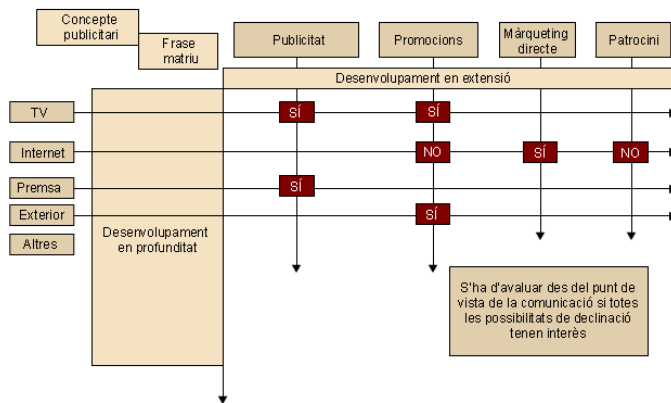 Concepte
publicitari
Frase
matriu
Publicitat
Promocions
Màrqueting
directe
Patrocini
Desenvolupament en extensió
TV
SÍ
SÍ
Internet
NO
SÍ
NO
Premsa
SÍ
Exterior
SÍ
Altres
Desenvolupament
en profunditat
S'ha d'avaluar des del punt de
vista de la comunicació si totes
les possibilitats de declinació
tenen interès